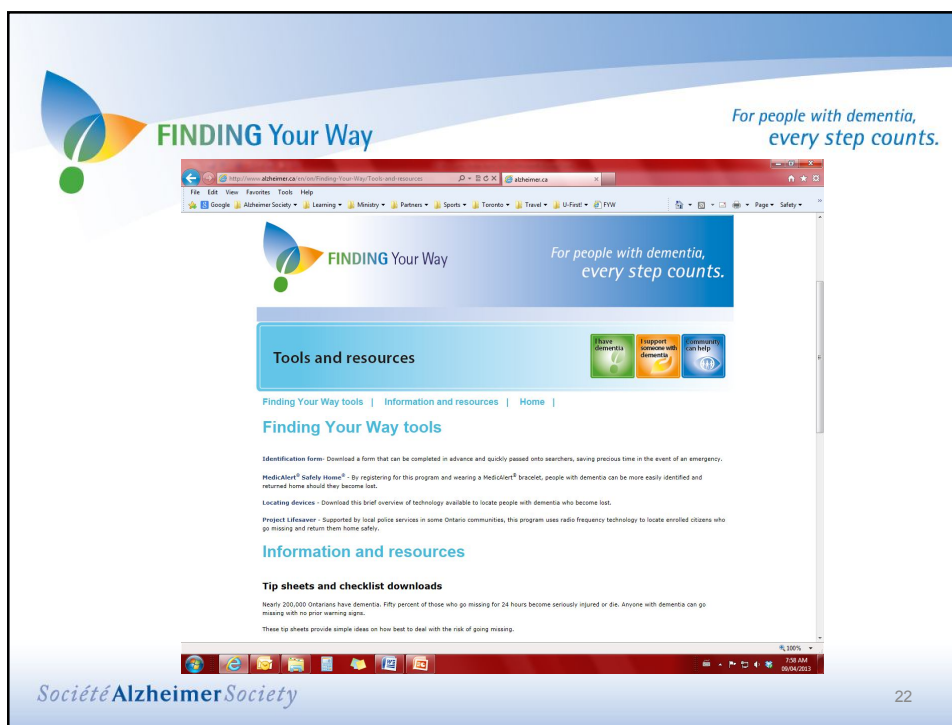 FINDING Your Way
For people with dementia,
every step counts.
http://www.alzheimer.ca/en/on/Finding-Your-Way/Tools-and-resources
alzheimer.ca
File Edit View Favorites Tools Help
Google Alzheimer Society Learning Ministry Partners Sports Toronto Travel U-First! FYW Page Safety
FINDING Your Way
For people with dementia,
every step counts.
Tools and resources
I have
dementia
I support
someone with
dementia
Community
can help
Finding Your Way tools | Information and resources | Home |
Finding Your Way tools
Identification form- Download a form that can be completed in advance and quickly passed onto searchers, saving precious time in the event of an emergency.
MedicAlert® Safely Home® - By registering for this program and wearing a MedicAlert® bracelet, people with dementia can be more easily identified and
returned home should they become lost.
Locating devices - Download this brief overview of technology available to locate people with dementia who become lost.
Project Lifesaver - Supported by local police services in some Ontario communities, this program uses radio frequency technology to locate enrolled citizens who
go missing and return them home safely.
Information and resources
Tip sheets and checklist downloads
Nearly 200,000 Ontarians have dementia. Fifty percent of those who go missing for 24 hours become seriously injured or die. Anyone with dementia can go
missing with no prior warning signs.
These tip sheets provide simple ideas on how best to deal with the risk of going missing.
100%
7:58 AM
09/04/2013
Société Alzheimer Society
22